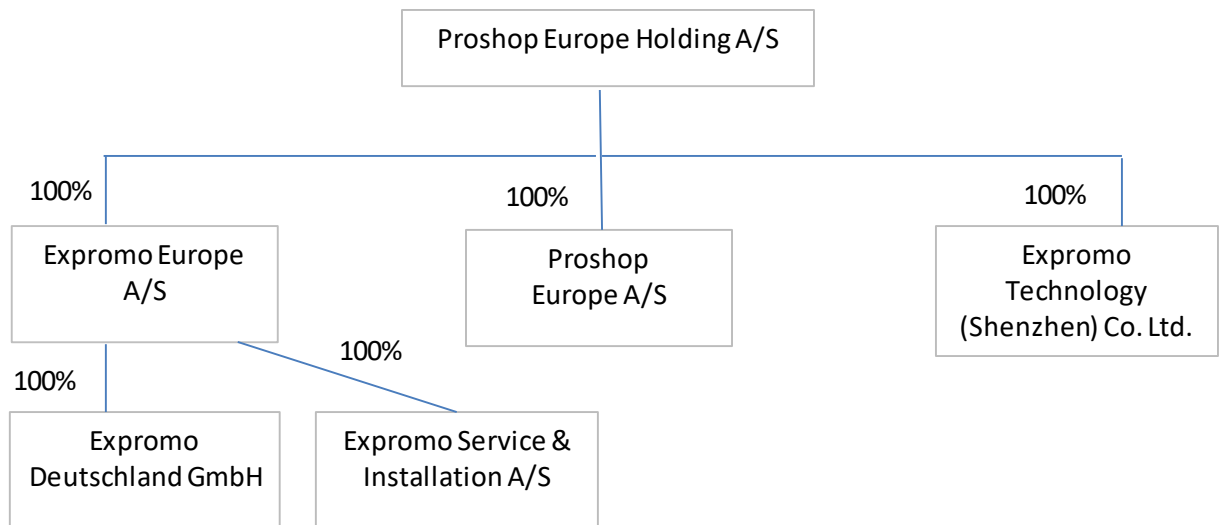 Proshop Europe Holding A/S
100%
100%
100%
Expromo Europe
A/S
Proshop
Europe A/S
Expromo
Technology
(Shenzhen) Co. Ltd.
100%
100%
Expromo
Deutschland GmbH
Expromo Service &
Installation A/S